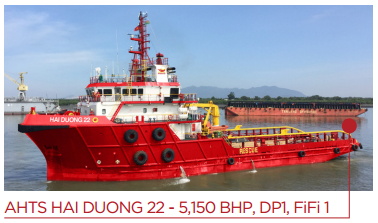 HAI DUONG 22
RESCUE
AHTS HAI DUONG 22 - 5,150 BHP, DP1, FiFi 1